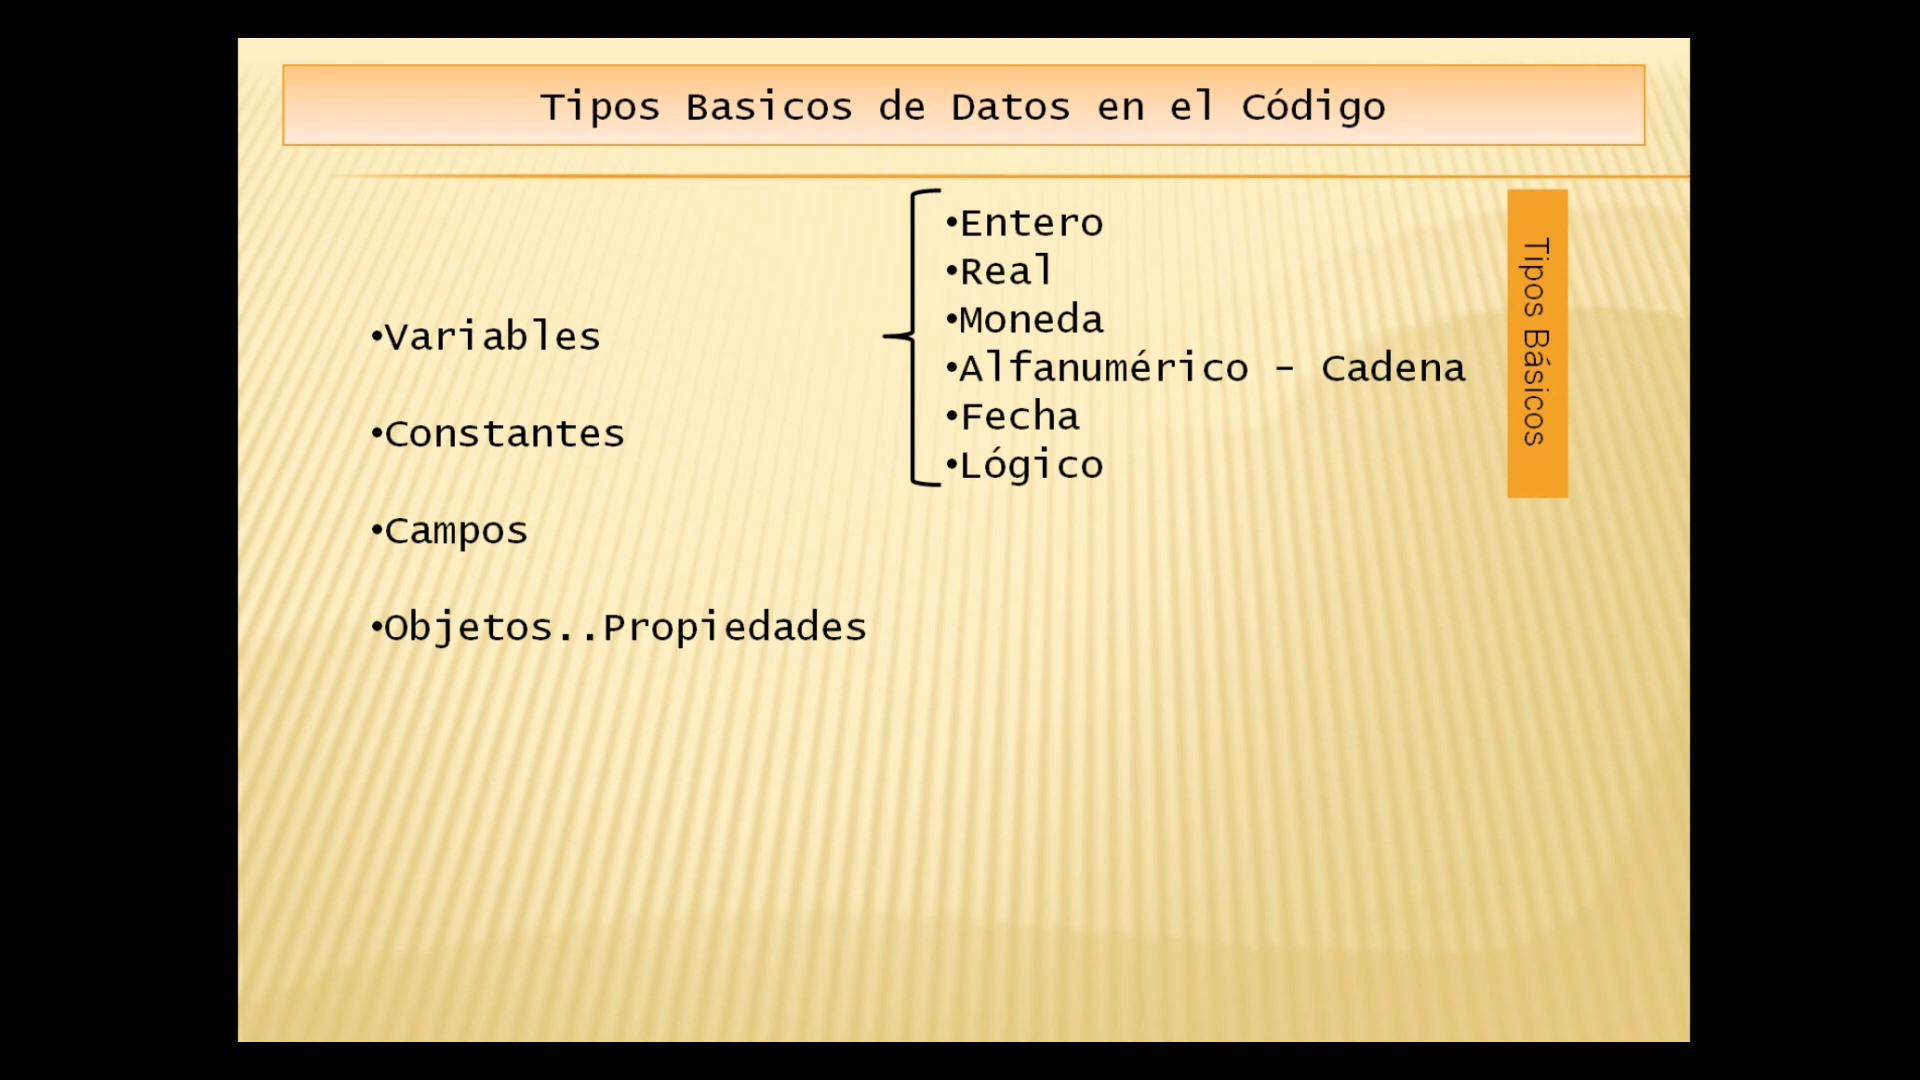 Tipos Basicos de Datos en el Código
•Variables
•Constantes
•Campos
•Objetos..Propiedades
•Entero
•Real
•Moneda
•Alfanumérico - Cadena
•Fecha
•Lógico
Tipos Básicos